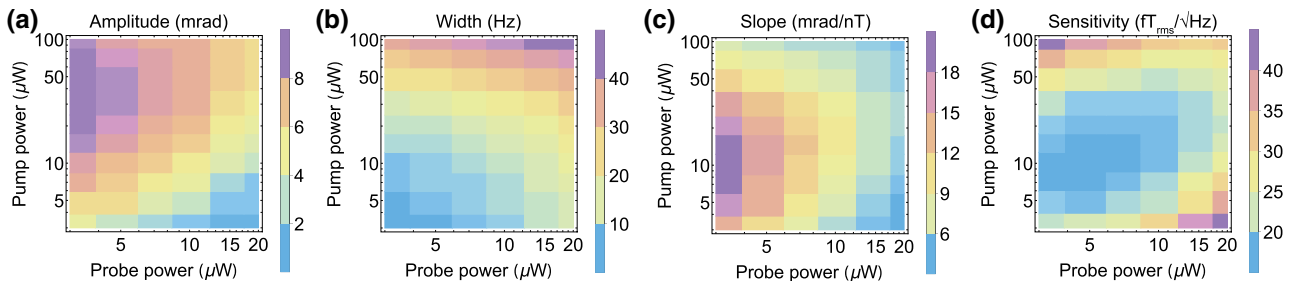 (a) Amplitude (mrad)
Pump power (μW)
100
50
10
5
5 10 15 20
Probe power (μW)
8
6
4
2
(b) Width (Hz)
100
50
10
5
5 10 15 20
Pump power (μW)
Probe power (μW)
40
30
20
10
(c) Slope (mrad/nT)
Pump power (μW)
100
50
10
5
5 10 15 20
Probe power (μW)
18
15
12
9
6
(d) Sensitivity (fTrms/√Hz)
Pump power (μW)
100
50
10
5
5 10 15 20
Probe power (μW)
40
35
30
25
20